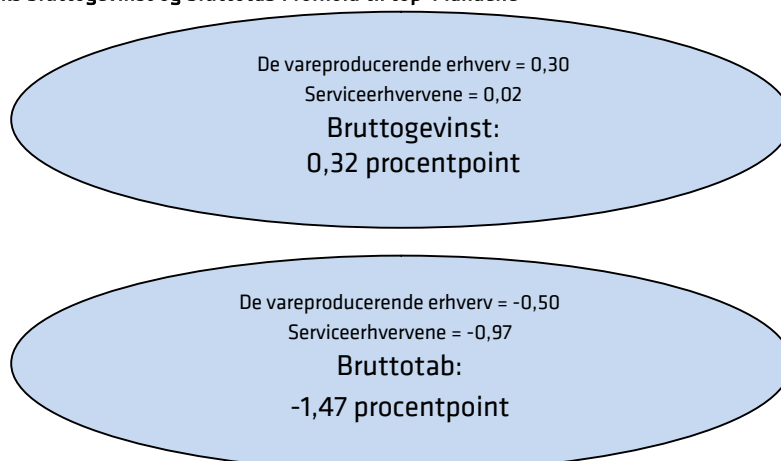 De vareproducerende erhverv = 0,30
Serviceerhvervene = 0,02
Bruttogevinst:
0,32 procentpoint
De vareproducerende erhverv = -0,50
Serviceerhvervene = -0,97
Bruttotab:
-1,47 procentpoint